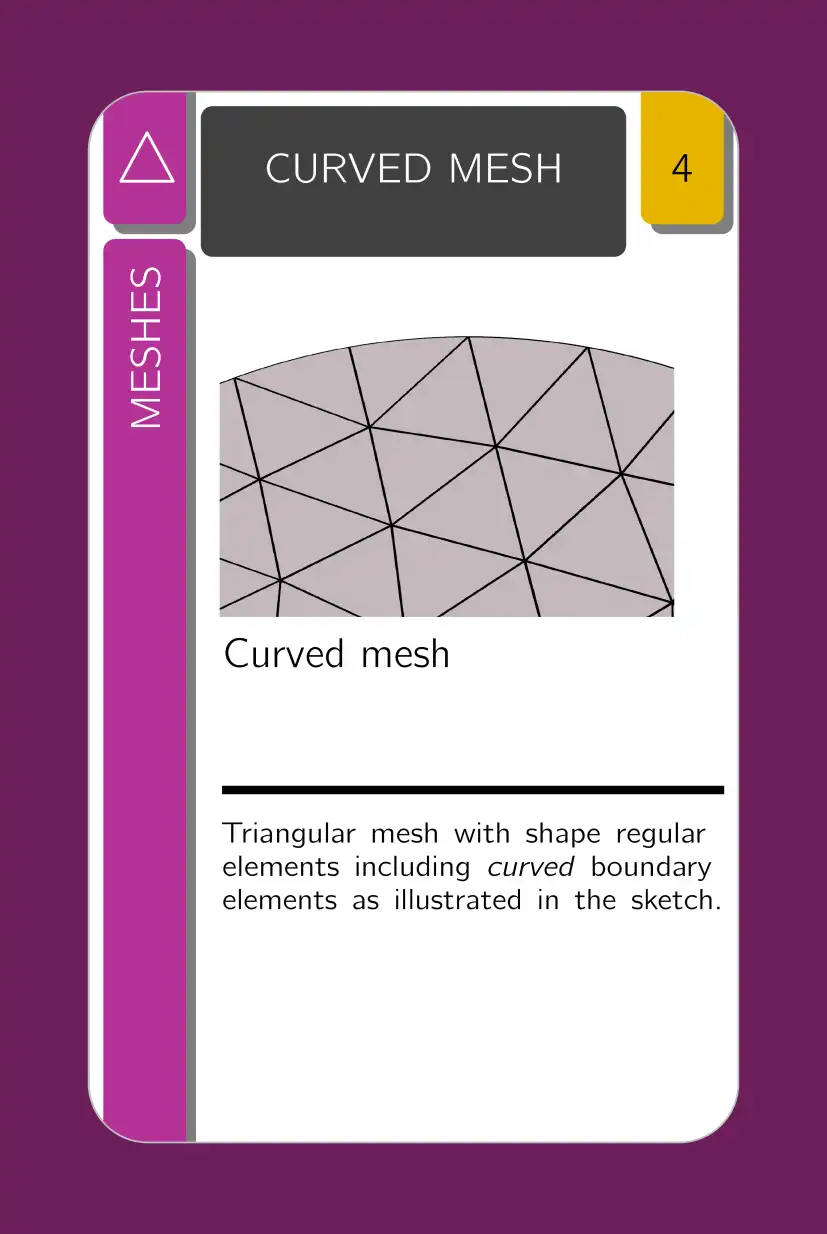 CURVED MESH
4
MESHES
Curved mesh
Triangular mesh with shape regular
elements including curved boundary
elements as illustrated in the sketch.